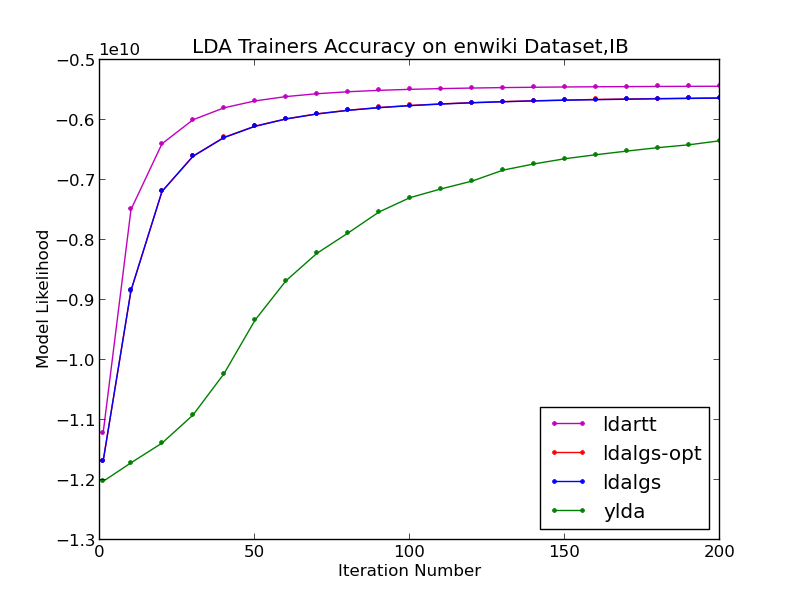 LDA Trainers Accuracy on enwiki Dataset,IB
1e10
−0.5
−0.6
−0.7
−0.8
−0.9
−1.0
−1.1
−1.2
−1.3
Model Likelihood
0
50
100
150
200
Iteration Number
ldartt
ldalgs-opt
ldalgs
ylda